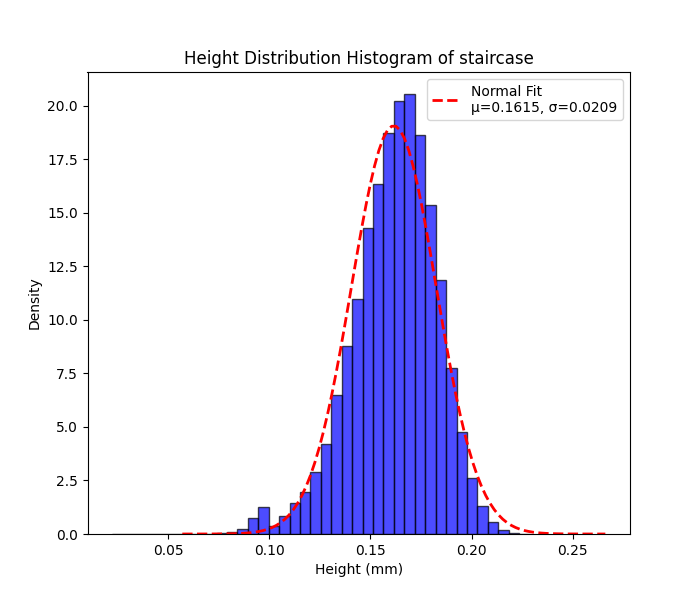 Height Distribution Histogram of staircase
Normal Fit
μ=0.1615, σ=0.0209
20.0
17.5
15.0
12.5
10.0
7.5
5.0
2.5
0.0
Density
0.05 0.10 0.15 0.20 0.25
Height (mm)